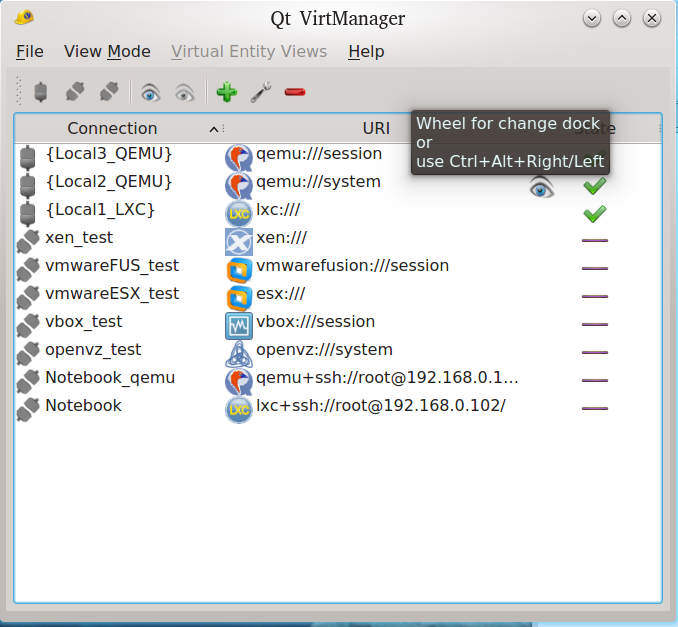 Qt VirtManager
File View Mode Virtual Entity Views Help
Connection URI
Wheel for change dock
or
use Ctrl+Alt+Right/Left
{Local3_QEMU} qemu:///session
{Local2_QEMU} qemu:///system
{Local1_LXC} LXC lxc:///
xen_test xen:///
vmwareFUS_test vmwarefusion:///session
vmwareESX_test esx:///
vbox_test vbox:///session
openvz_test openvz:///system
Notebook_qemu qemu+ssh://root@192.168.0.1...
Notebook LXC lxc+ssh://root@192.168.0.102/